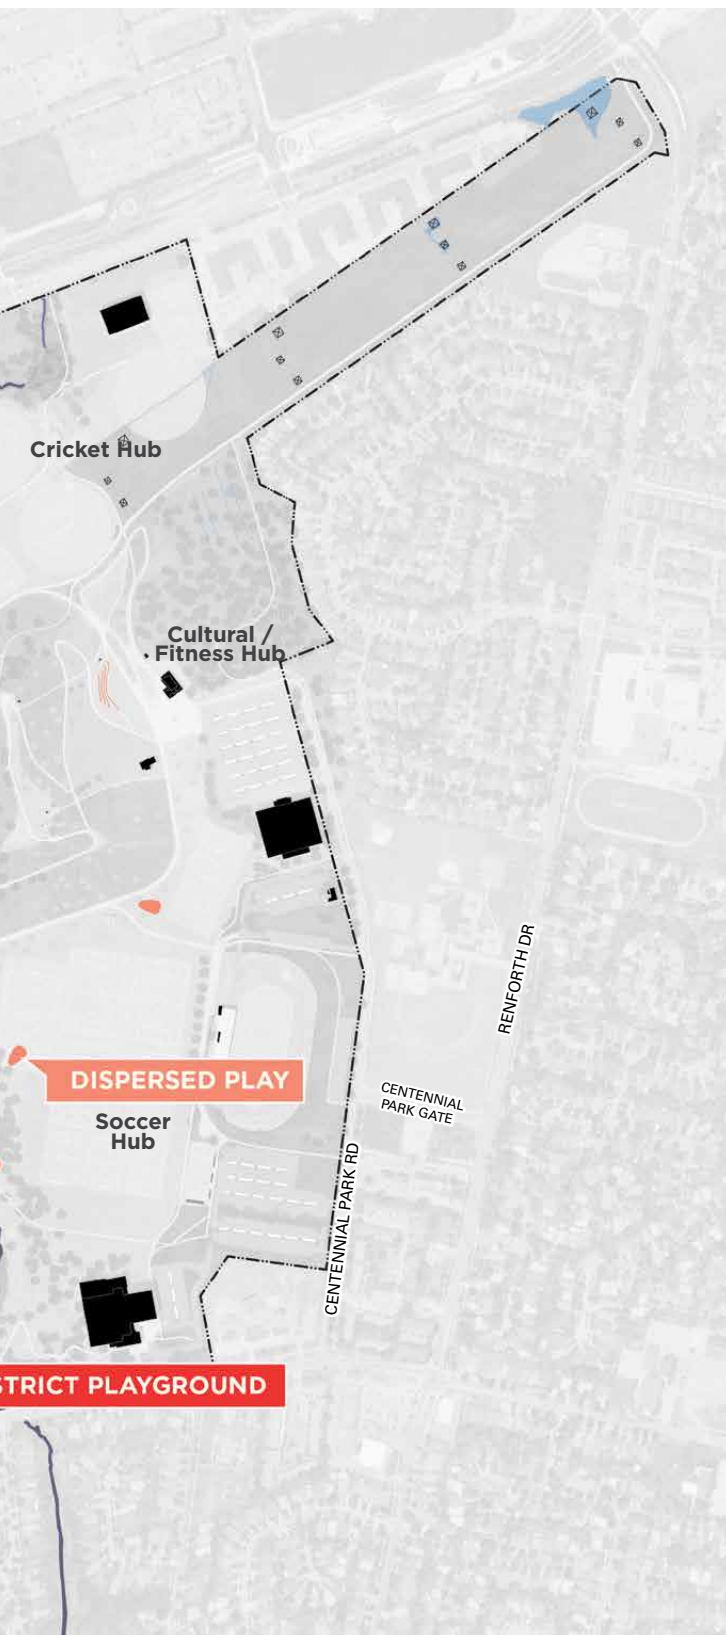 Cricket Hub
Cultural /
Fitness Hub
RENFORTH DR
DISPERSED PLAY
CENTENNIAL
PARK GATE
Soccer
Hub
CENTENNIAL PARK RD
STRICT PLAYGROUND